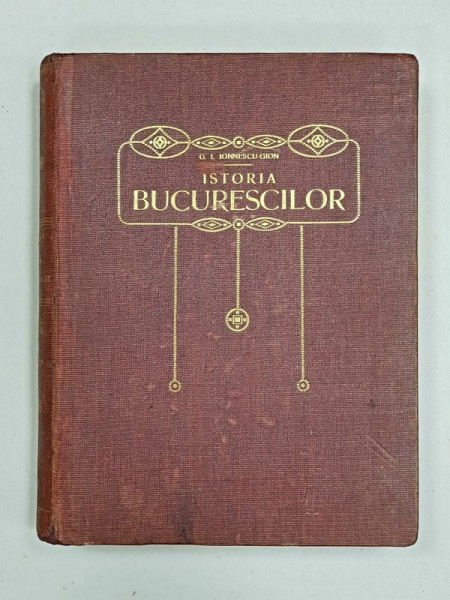 G. I. IONNESCU-GION
ISTORIA
BUCURESCILOR